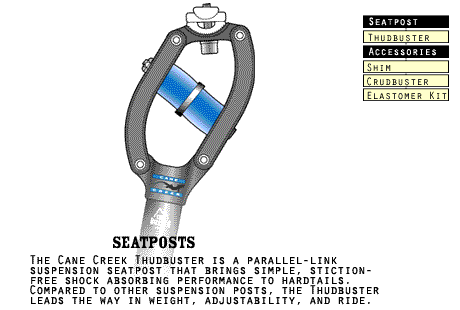 SEATPOST
THUDBUSTER
ACCESSORIES
SHIM
CRUDBUSTER
ELASTOMER KIT
CANE
CREEK
SEATPOSTS
THE CANE CREEK THUDBUSTER IS A PARALLEL-LINK
SUSPENSION SEATPOST THAT BRINGS SIMPLE, STICTION-
FREE SHOCK ABSORBING PERFORMANCE TO HARDTAILS.
COMPARED TO OTHER SUSPENSION POSTS, THE THUDBUSTER
LEADS THE WAY IN WEIGHT, ADJUSTABILITY, AND RIDE.